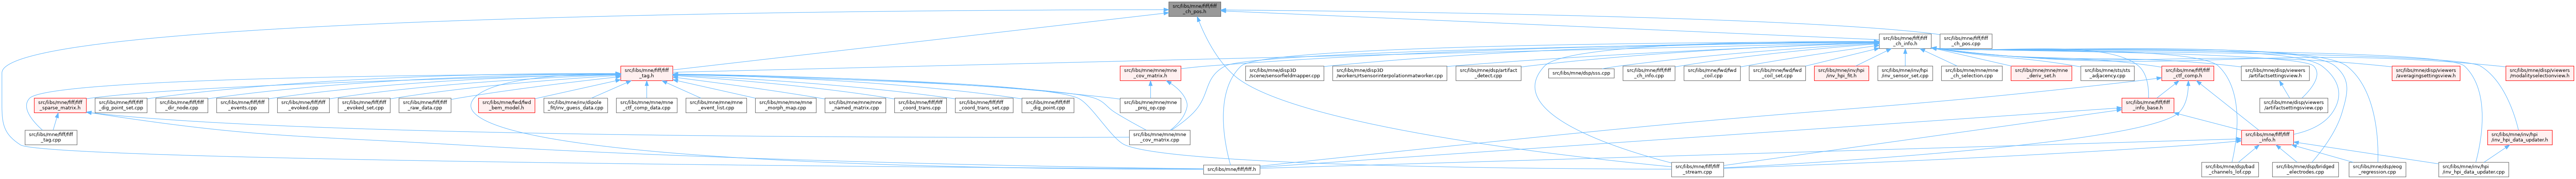 src/libs/mne/fiff/fiff
_ch_pos.h
src/libs/mne/fiff/fiff
_ch_info.h
src/libs/mne/fiff/fiff
_ch_pos.cpp
src/libs/mne/fiff/fiff
_tag.h
src/libs/mne/mne/mne
_cov_matrix.h
src/libs/mne/disp3D
/scene/sensorfieldmapper.cpp
src/libs/mne/disp3D
/workers/rtsensorinterpolationmatworker.cpp
src/libs/mne/dsp/artifact
_detect.cpp
src/libs/mne/dsp/sss.cpp
src/libs/mne/fiff/fiff
_ch_info.cpp
src/libs/mne/fwd/fwd
_coil.cpp
src/libs/mne/fwd/fwd
_coil_set.cpp
src/libs/mne/inv/hpi
/inv_hpi_fit.h
src/libs/mne/inv/hpi
/inv_sensor_set.cpp
src/libs/mne/mne/mne
_ch_selection.cpp
src/libs/mne/mne/mne
_deriv_set.h
src/libs/mne/sts/sts
_adjacency.cpp
src/libs/mne/fiff/fiff
_ctf_comp.h
src/libs/mne/disp/viewers
/artifactsettingsview.h
src/libs/mne/disp/viewers
/averagingsettingsview.h
src/libs/mne/disp/viewers
/modalityselectionview.h
src/libs/mne/fiff/fiff
_sparse_matrix.h
src/libs/mne/fiff/fiff
_dig_point_set.cpp
src/libs/mne/fiff/fiff
_dir_node.cpp
src/libs/mne/fiff/fiff
_events.cpp
src/libs/mne/fiff/fiff
_evoked.cpp
src/libs/mne/fiff/fiff
_evoked_set.cpp
src/libs/mne/fiff/fiff
_raw_data.cpp
src/libs/mne/fwd/fwd
_bem_model.h
src/libs/mne/inv/dipole
_fit/inv_guess_data.cpp
src/libs/mne/mne/mne
_ctf_comp_data.cpp
src/libs/mne/mne/mne
_event_list.cpp
src/libs/mne/mne/mne
_morph_map.cpp
src/libs/mne/mne/mne
_named_matrix.cpp
src/libs/mne/fiff/fiff
_coord_trans.cpp
src/libs/mne/fiff/fiff
_coord_trans_set.cpp
src/libs/mne/fiff/fiff
_dig_point.cpp
src/libs/mne/mne/mne
_proj_op.cpp
src/libs/mne/fiff/fiff
_info_base.h
src/libs/mne/disp/viewers
/artifactsettingsview.cpp
src/libs/mne/fiff/fiff
_tag.cpp
src/libs/mne/mne/mne
_cov_matrix.cpp
src/libs/mne/fiff/fiff
_info.h
src/libs/mne/inv/hpi
/inv_hpi_data_updater.h
src/libs/mne/fiff/fiff.h
src/libs/mne/fiff/fiff
_stream.cpp
src/libs/mne/dsp/bad
_channels_lof.cpp
src/libs/mne/dsp/bridged
_electrodes.cpp
src/libs/mne/dsp/eog
_regression.cpp
src/libs/mne/inv/hpi
/inv_hpi_data_updater.cpp